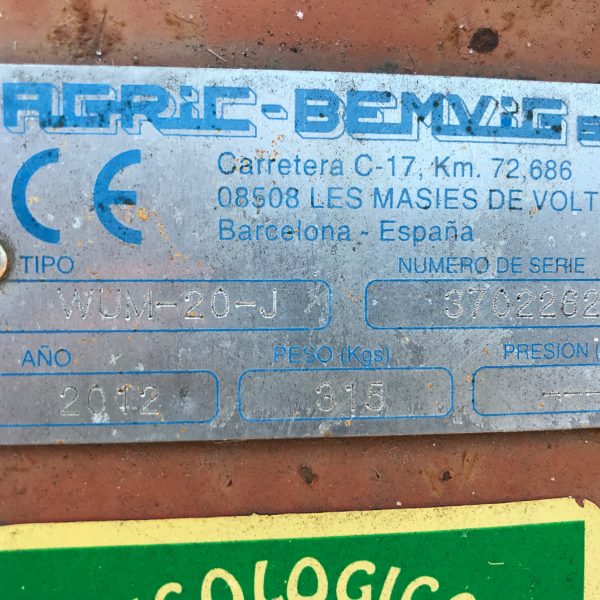 AGRIC-BEMVIG
CE
Carretera C-17, Km. 72,686
08508 LES MASIES DE VOLT
Barcelona - España
TIPO NUMERO DE SERIE
WUM-20-J 3702262
AÑO PESO (Kgs) PRESION (
2012 315 ---